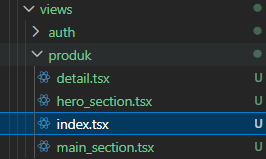 views
auth
produk
detail.tsx
hero_section.tsx
index.tsx U
main_section.tsx U